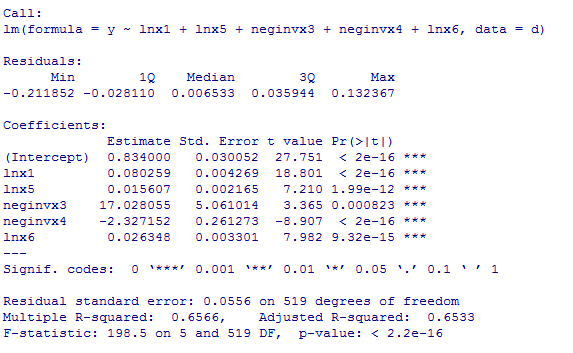 Call:
lm(formula = y ~ lnx1 + lnx5 + neginvx3 + neginvx4 + lnx6, data = d)
Residuals:
Min 1Q Median 3Q Max
-0.211852 -0.028110 0.006533 0.035944 0.132367
Coefficients:
Estimate Std. Error t value Pr(>|t|)
(Intercept) 0.834000 0.030052 27.751 < 2e-16 ***
lnx1 0.080259 0.004269 18.801 < 2e-16 ***
lnx5 0.015607 0.002165 7.210 1.99e-12 ***
neginvx3 17.028055 5.061014 3.365 0.000823 ***
neginvx4 -2.327152 0.261273 -8.907 < 2e-16 ***
lnx6 0.026348 0.003301 7.982 9.32e-15 ***
---
Signif. codes: 0 ‘***’ 0.001 ‘**’ 0.01 ‘*’ 0.05 ‘.’ 0.1 ‘ ’ 1
Residual standard error: 0.0556 on 519 degrees of freedom
Multiple R-squared: 0.6566, Adjusted R-squared: 0.6533
F-statistic: 198.5 on 5 and 519 DF, p-value: < 2.2e-16